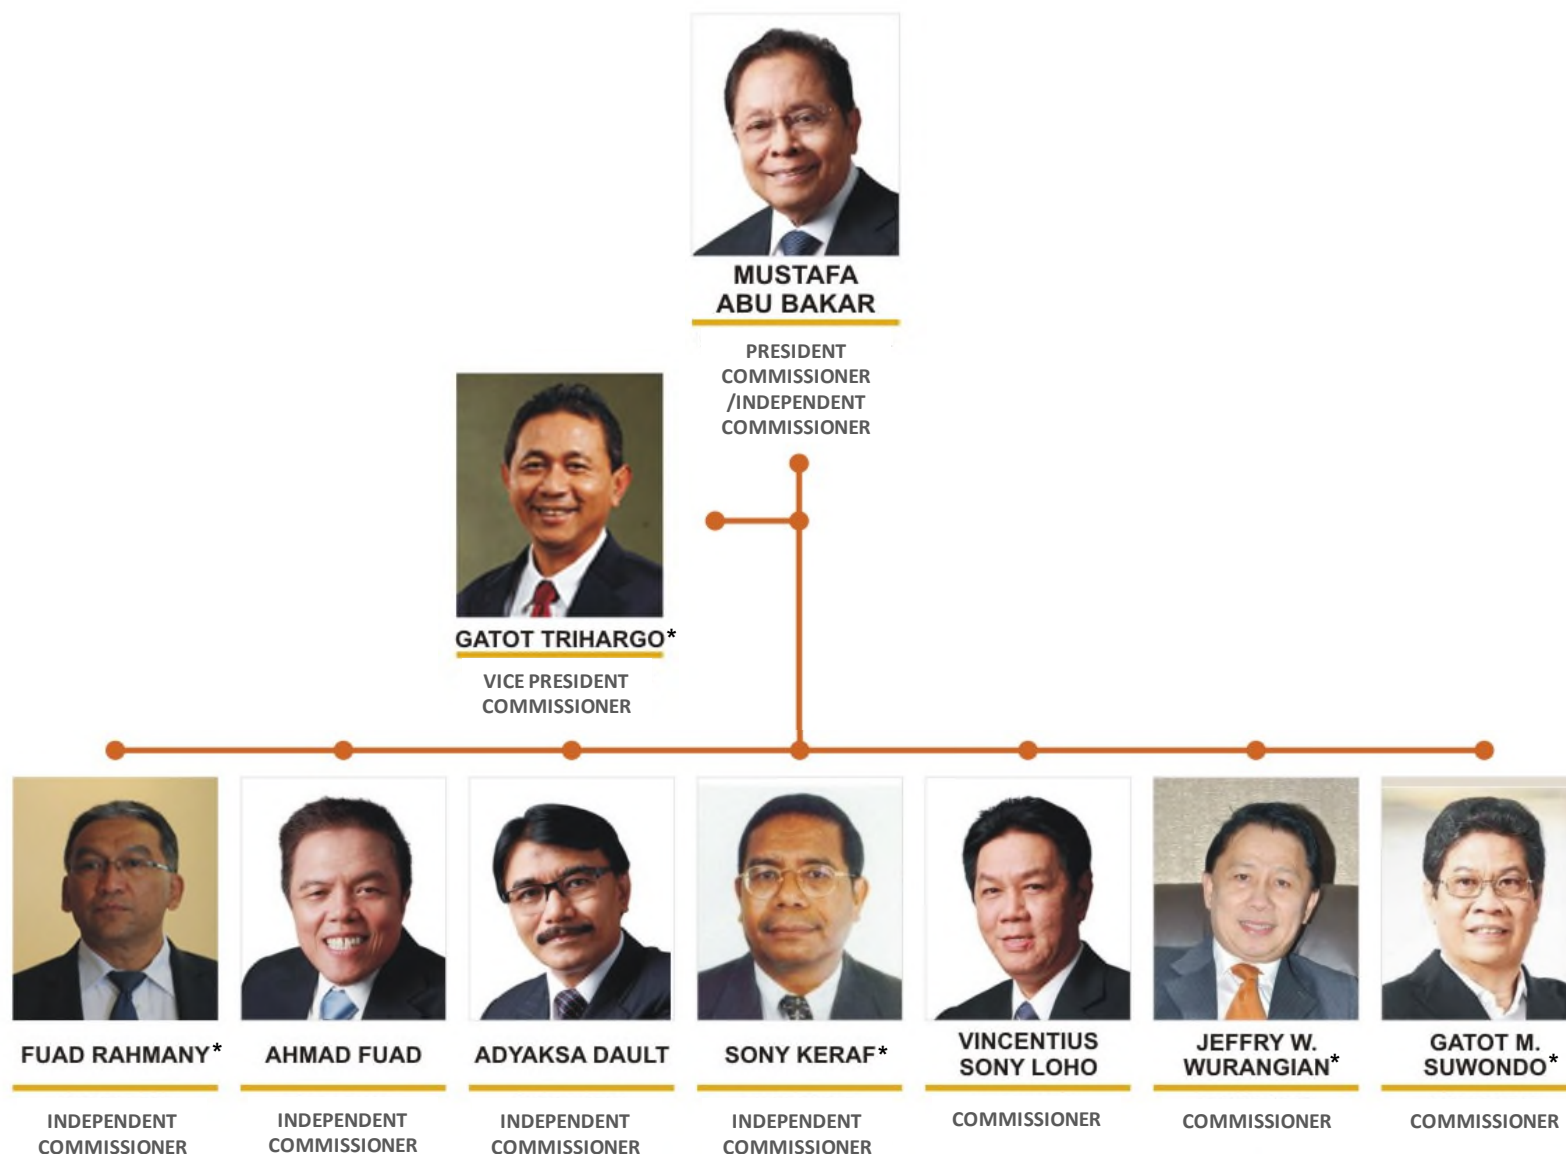 MUSTAFA
ABU BAKAR
PRESIDENT
COMMISSIONER
/INDEPENDENT
COMMISSIONER
GATOT TRIHARGO*
VICE PRESIDENT
COMMISSIONER
FUAD RAHMANY*
INDEPENDENT
COMMISSIONER
AHMAD FUAD
INDEPENDENT
COMMISSIONER
ADYAKSA DAULT
INDEPENDENT
COMMISSIONER
SONY KERAF*
INDEPENDENT
COMMISSIONER
VINCENTIUS
SONY LOHO
COMMISSIONER
JEFFRY W.
WURANGIAN*
COMMISSIONER
GATOT M.
SUWONDO*
COMMISSIONER